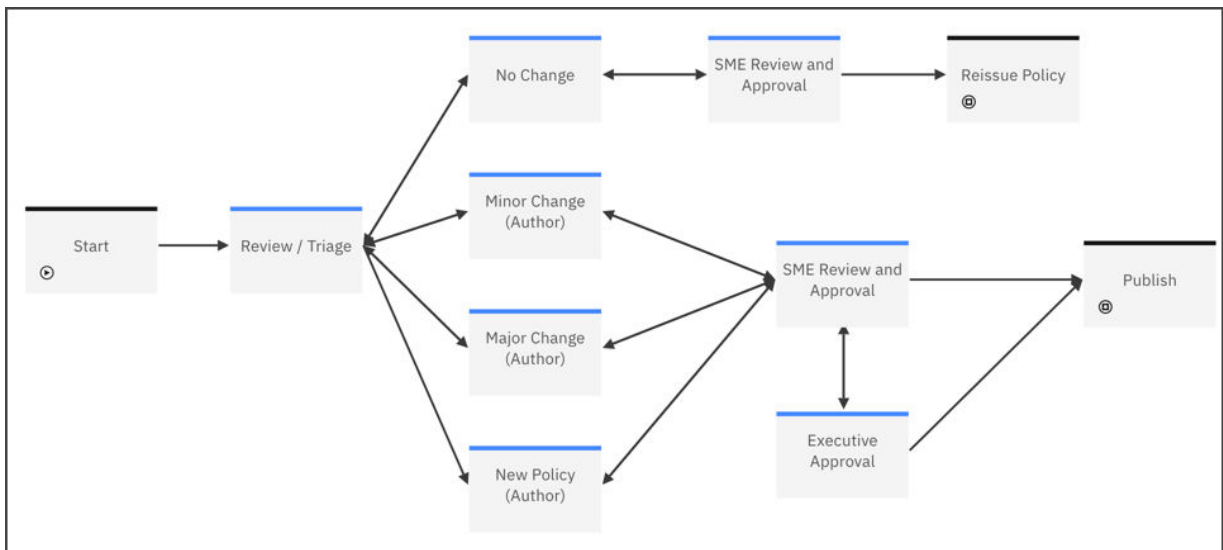 No Change
SME Review and
Approval
Reissue Policy
Minor Change
(Author)
Start
Review / Triage
SME Review and
Approval
Publish
Major Change
(Author)
Executive
Approval
New Policy
(Author)